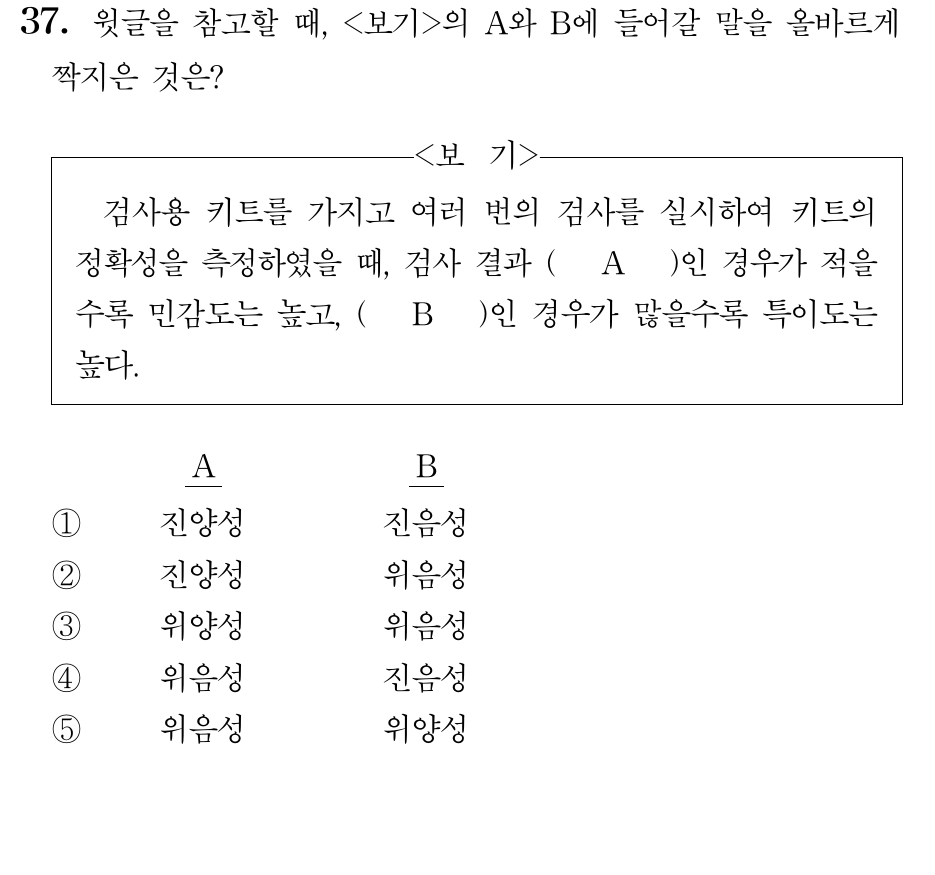 37. 윗글을 참고할 때, <보기>의 A와 B에 들어갈 말을 올바르게
짝지은 것은?
<보 기>
검사용 키트를 가지고 여러 번의 검사를 실시하여 키트의
정확성을 측정하였을 때, 검사 결과 ( A )인 경우가 적을
수록 민감도는 높고, ( B )인 경우가 많을수록 특이도는
높다.
A B
① 진양성 진음성
② 진양성 위음성
③ 위양성 위음성
④ 위음성 진음성
⑤ 위음성 위양성